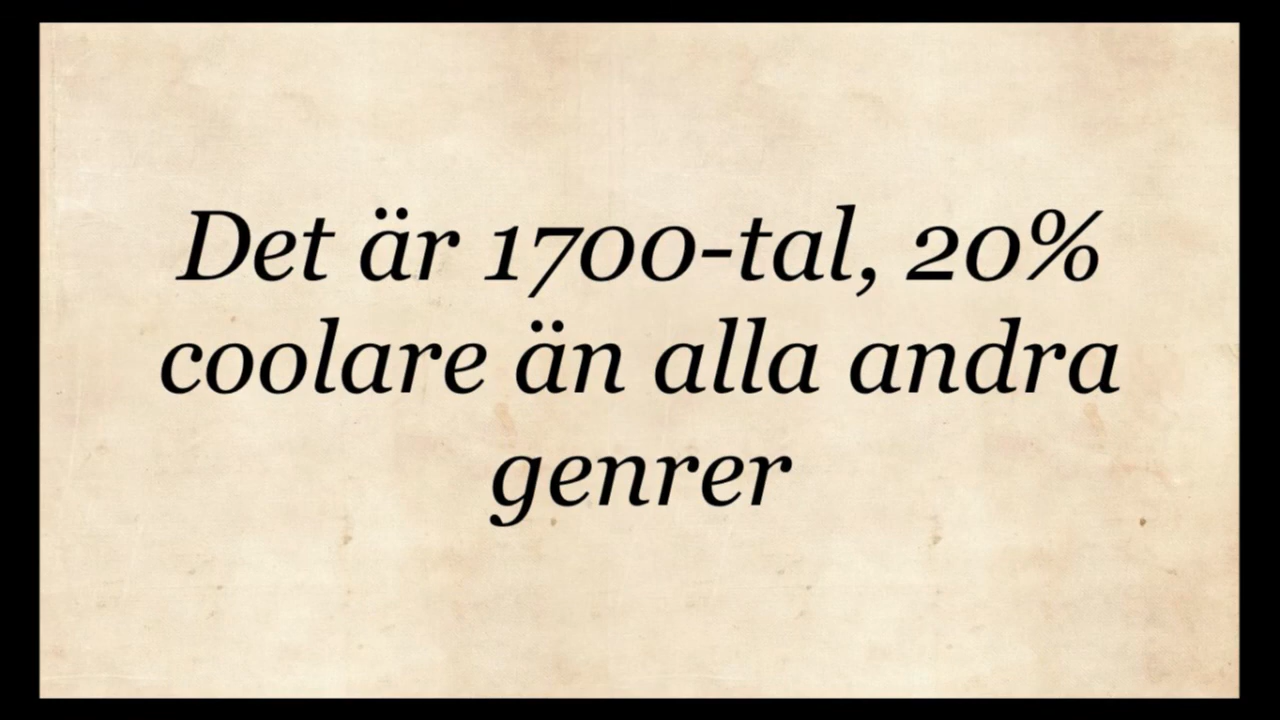 Det är 1700-tal, 20%
coolare än alla andra
genrer